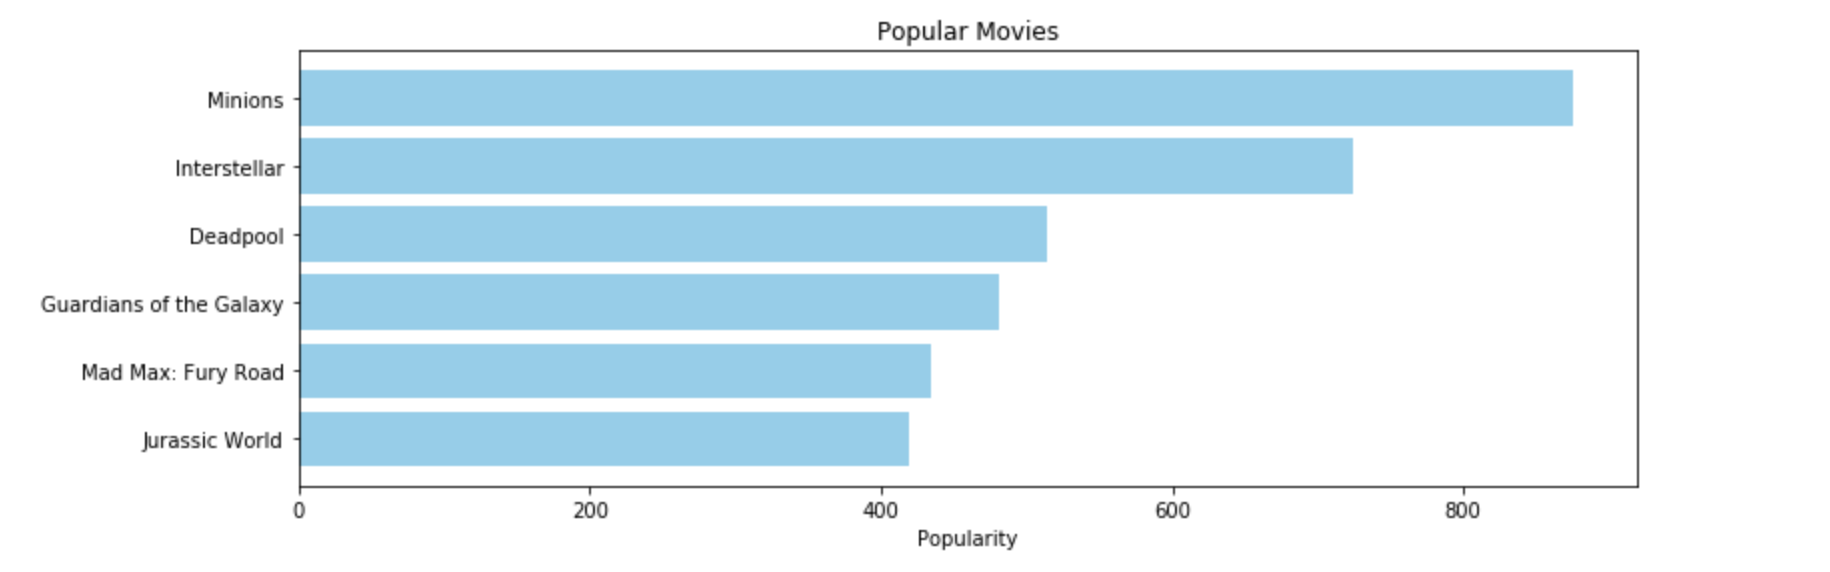 Popular Movies
Minions
Interstellar
Deadpool
Guardians of the Galaxy
Mad Max: Fury Road
Jurassic World
0 200 400 600 800
Popularity